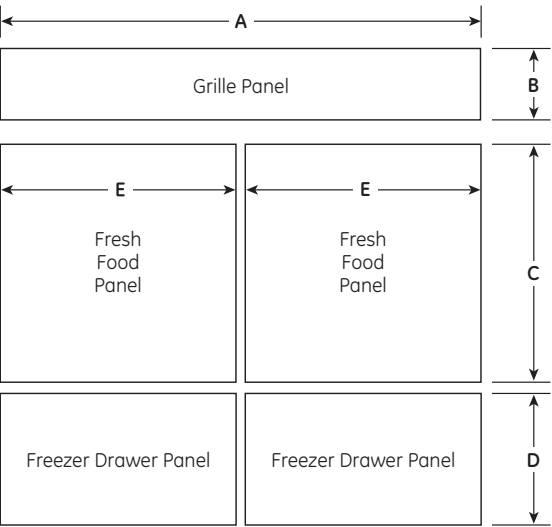 A
Grille Panel
B
E
E
Fresh
Food
Panel
Fresh
Food
Panel
C
Freezer Drawer Panel
Freezer Drawer Panel
D